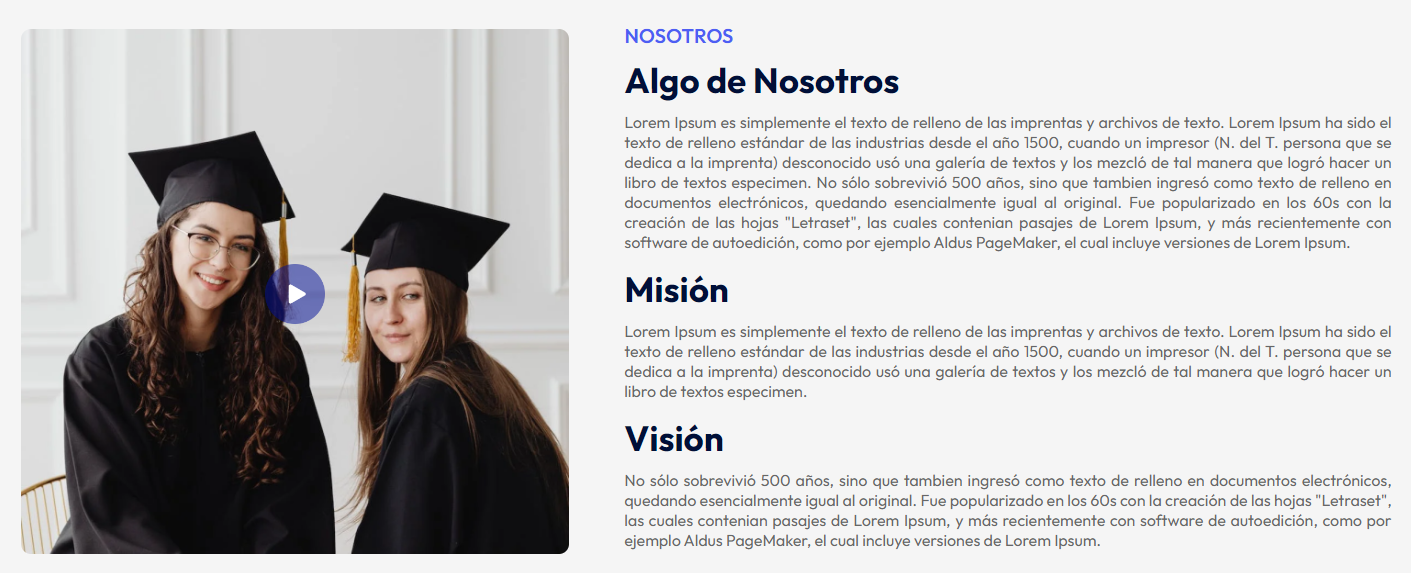 NOSOTROS
Algo de Nosotros
Lorem Ipsum es simplemente el texto de relleno de las imprentas y archivos de texto. Lorem Ipsum ha sido el
texto de relleno estándar de las industrias desde el año 1500, cuando un impresor (N. del T. persona que se
dedica a la imprenta) desconocido usó una galería de textos y los mezcló de tal manera que logró hacer un
libro de textos especimen. No sólo sobrevivió 500 años, sino que tambien ingresó como texto de relleno en
documentos electrónicos, quedando esencialmente igual al original. Fue popularizado en los 60s con la
creación de las hojas "Letraset", las cuales contenian pasajes de Lorem Ipsum, y más recientemente con
software de autoedición, como por ejemplo Aldus PageMaker, el cual incluye versiones de Lorem Ipsum.
Misión
Lorem Ipsum es simplemente el texto de relleno de las imprentas y archivos de texto. Lorem Ipsum ha sido el
texto de relleno estándar de las industrias desde el año 1500, cuando un impresor (N. del T. persona que se
dedica a la imprenta) desconocido usó una galería de textos y los mezcló de tal manera que logró hacer un
libro de textos especimen.
Visión
No sólo sobrevivió 500 años, sino que tambien ingresó como texto de relleno en documentos electrónicos,
quedando esencialmente igual al original. Fue popularizado en los 60s con la creación de las hojas "Letraset",
las cuales contenian pasajes de Lorem Ipsum, y más recientemente con software de autoedición, como por
ejemplo Aldus PageMaker, el cual incluye versiones de Lorem Ipsum.